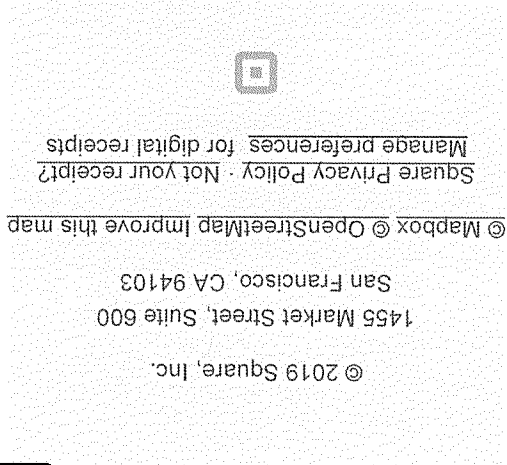 © Mapbox © OpenStreetMap Improve this map
© 2019 Square, Inc.
1455 Market Street, Suite 600
San Francisco, CA 94103
Square Privacy Policy · Not your receipt?
Manage preferences for digital receipts